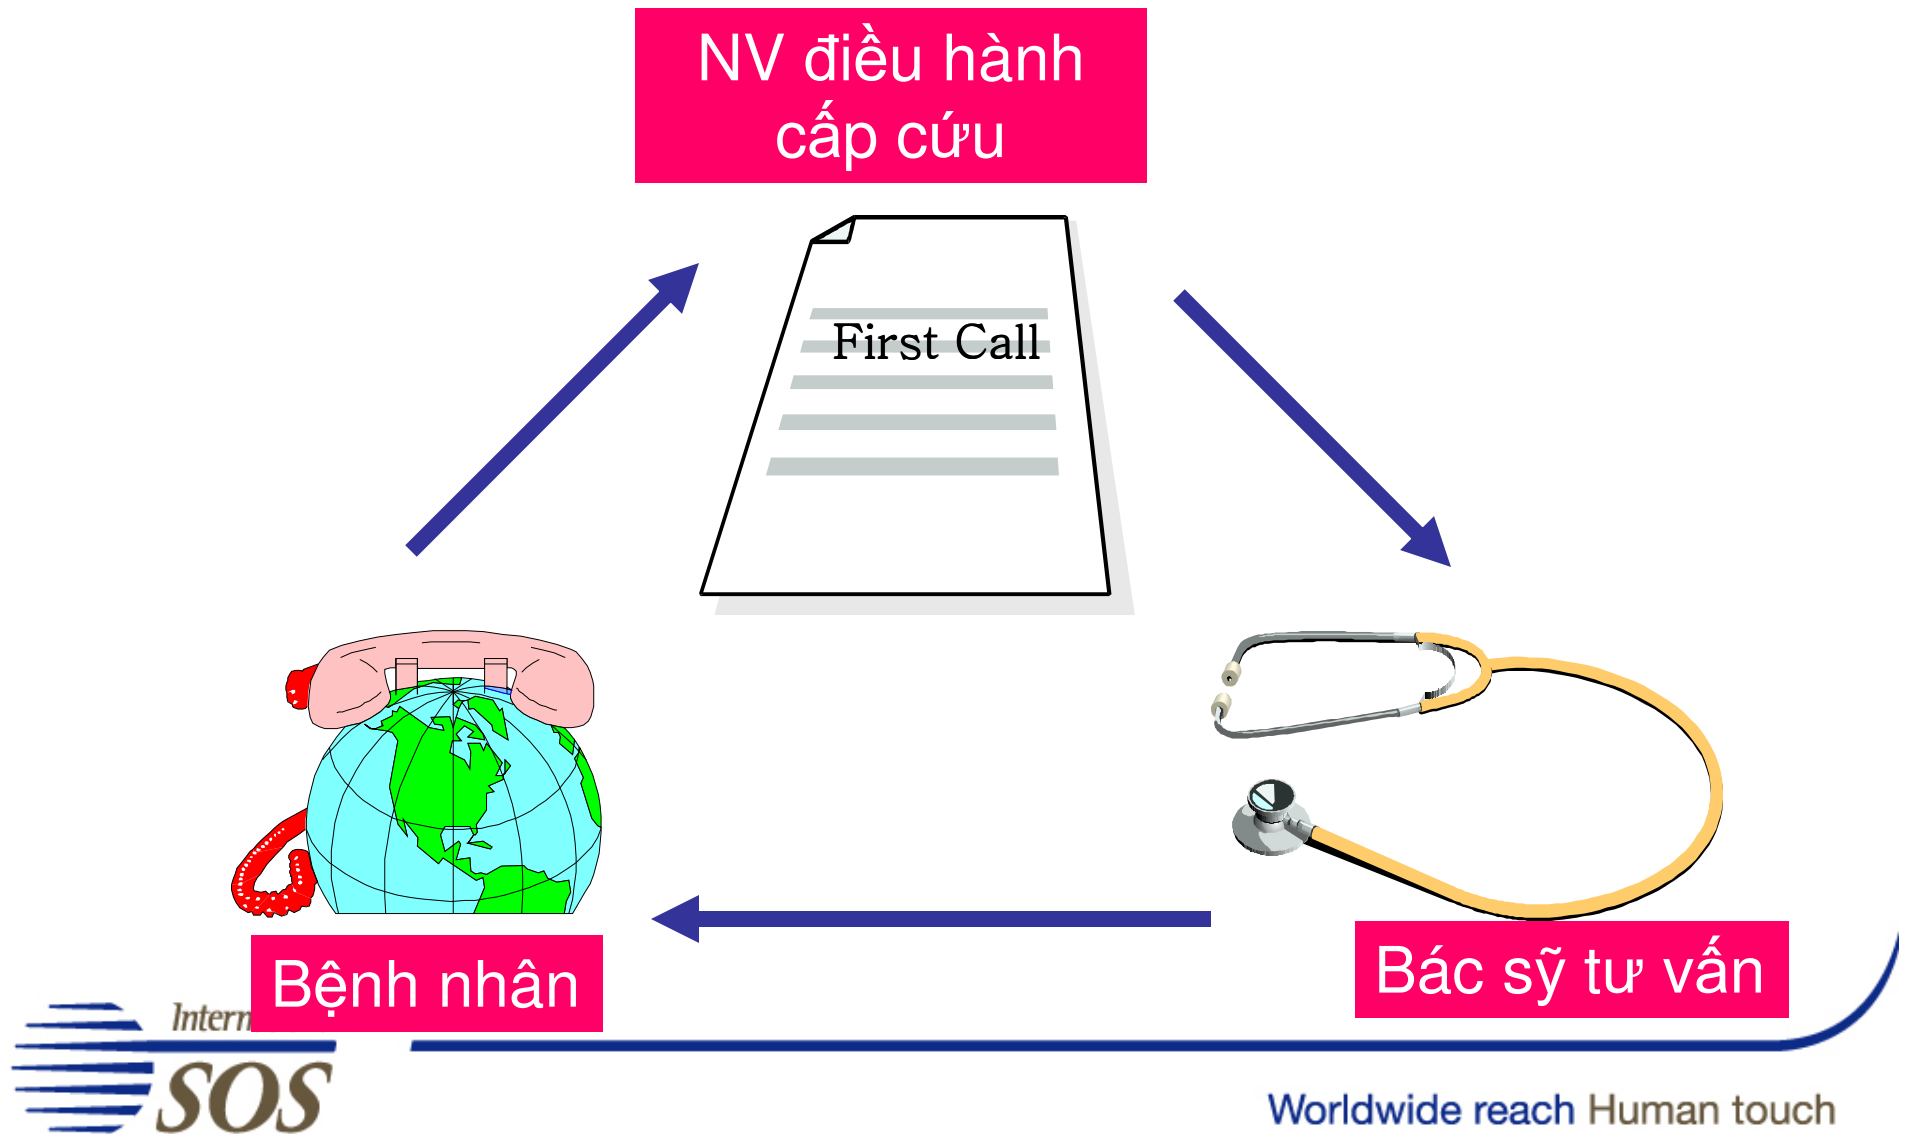 NV điều hành
cấp cứu
First Call
Bệnh nhân
Bác sỹ tư vấn
SOS
Worldwide reach Human touch